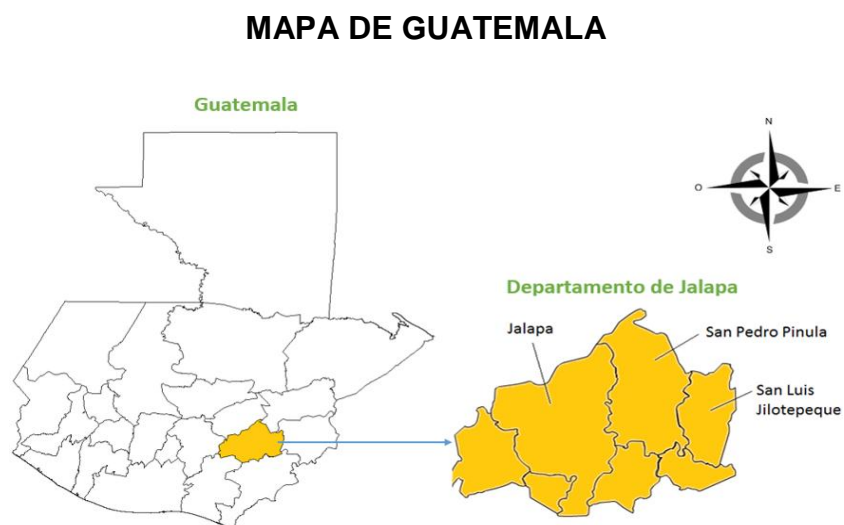 MAPA DE GUATEMALA
Guatemala
N
O
E
S
Departamento de Jalapa
Jalapa
San Pedro Pinula
San Luis
Jilotepeque